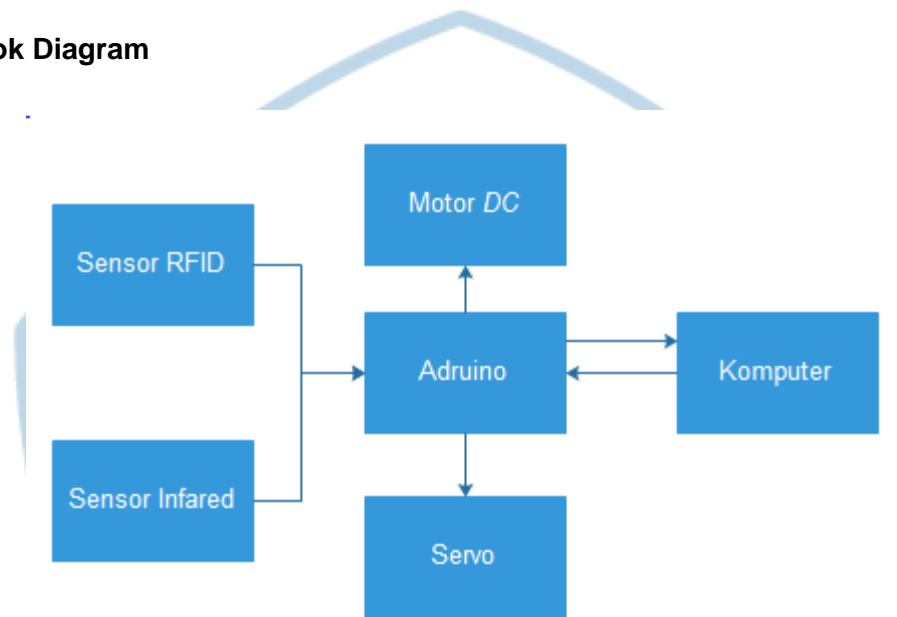 ok Diagram
Motor DC
Sensor RFID
Adruino
Komputer
Sensor Infared
Servo